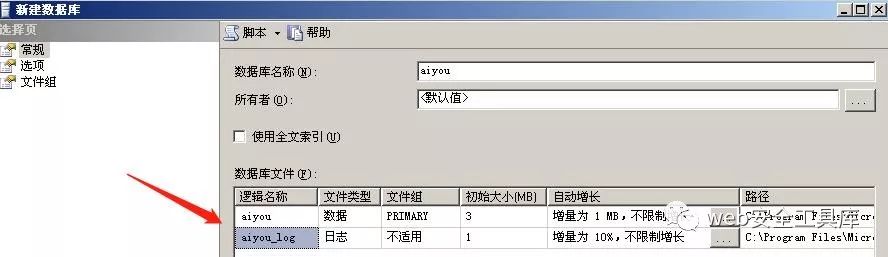 新建数据库
选择页
常规
选项
文件组
脚本 帮助
数据库名称(N): aiyou
所有者(O): <默认值> ...
使用全文索引(U)
数据库文件(F):
逻辑名称 文件类型 文件组 初始大小(MB) 自动增长 路径
aiyou 数据 PRIMARY 3 增量为 1 MB，不限制增长 C:\Program Files\Micro
aiyou_log 日志 不适用 1 增量为 10%，不限制增长 ... C:\Program Files\Micro
web安全工具库